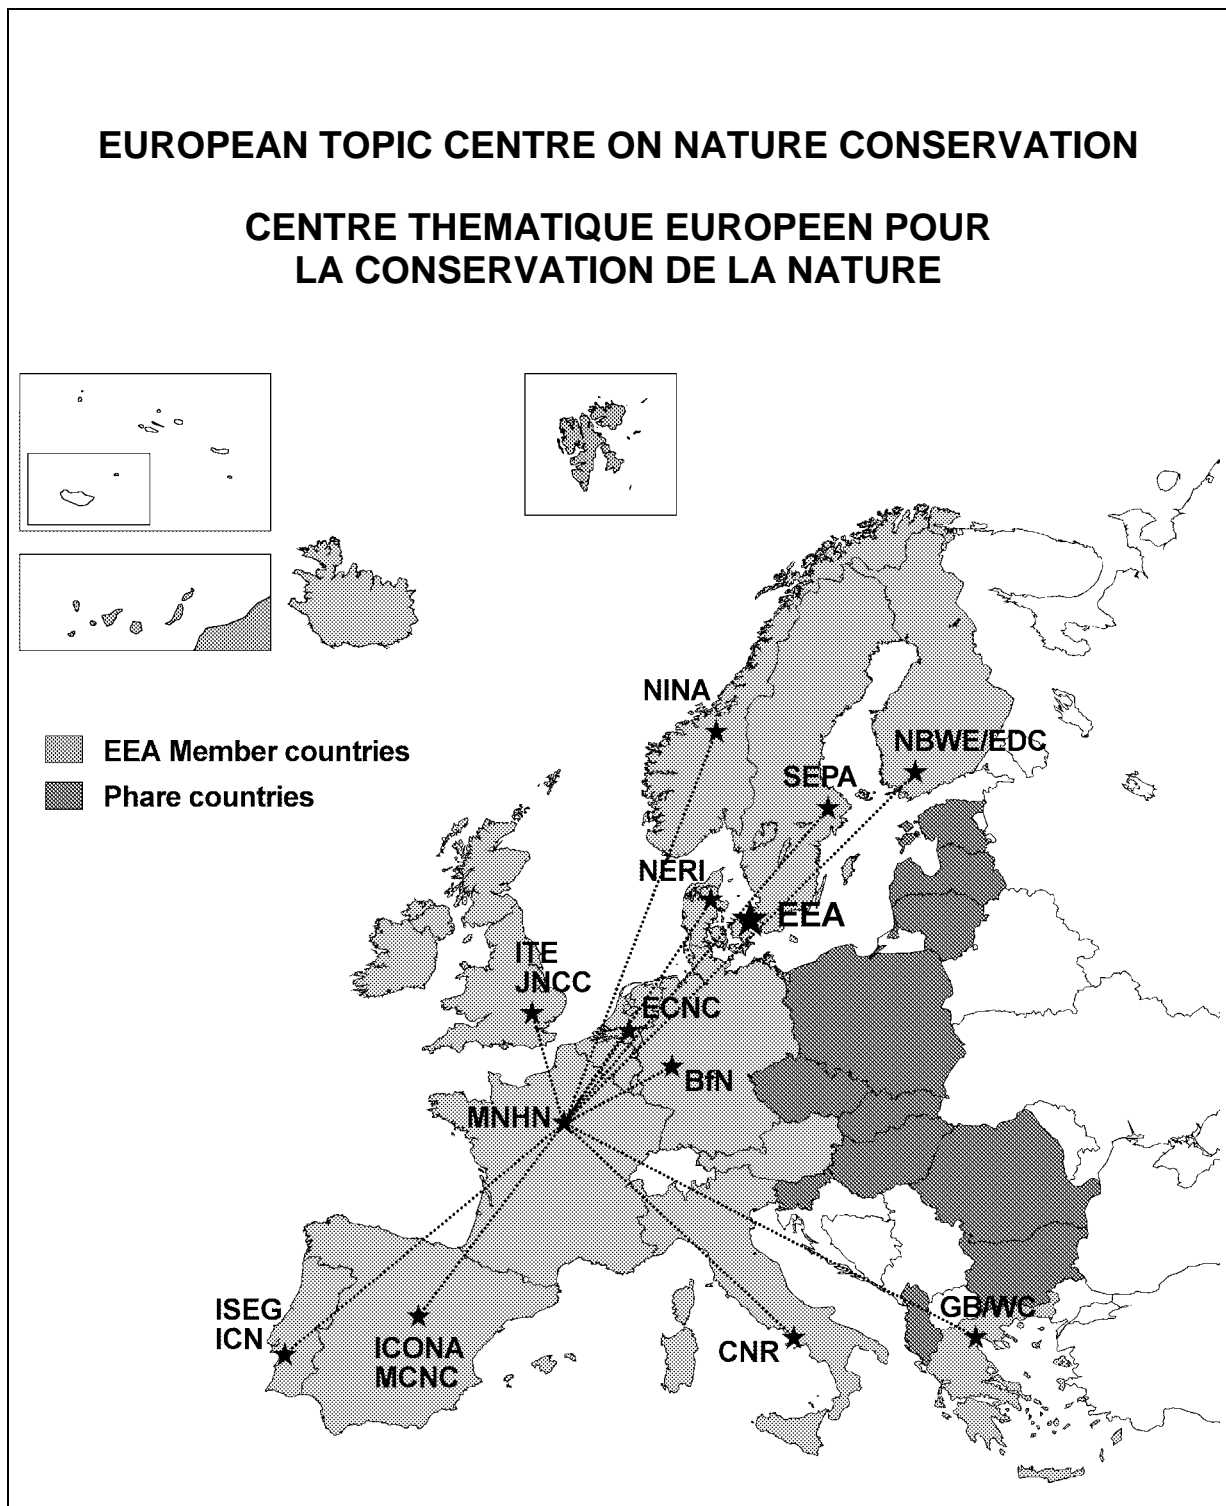 EUROPEAN TOPIC CENTRE ON NATURE CONSERVATION
CENTRE THEMATIQUE EUROPEEN POUR
LA CONSERVATION DE LA NATURE
NINA
EEA Member countries
Phare countries
NBWE/EDC
SEPA
NERI
EEA
ITE
JNCC
ECNC
BfN
MNHN
ISEG
ICN
ICONA
MCNC
CNR
GB/WC